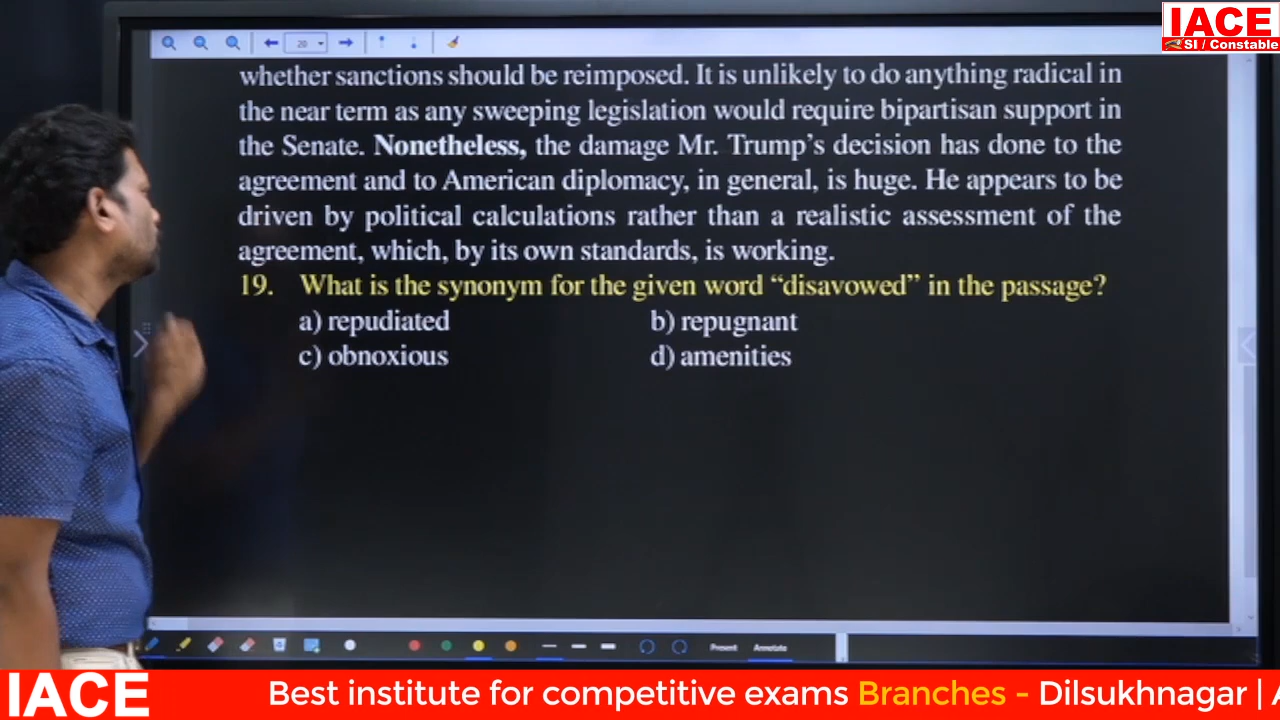 IACE
SI / Constable
20
whether sanctions should be reimposed. It is unlikely to do anything radical in
the near term as any sweeping legislation would require bipartisan support in
the Senate. Nonetheless, the damage Mr. Trump's decision has done to the
agreement and to American diplomacy, in general, is huge. He appears to be
driven by political calculations rather than a realistic assessment of the
agreement, which, by its own standards, is working.
19. What is the synonym for the given word “disavowed” in the passage?
a) repudiated b) repugnant
c) obnoxious d) amenities
Present Annotate
IACE Best institute for competitive exams Branches - Dilsukhnagar | A